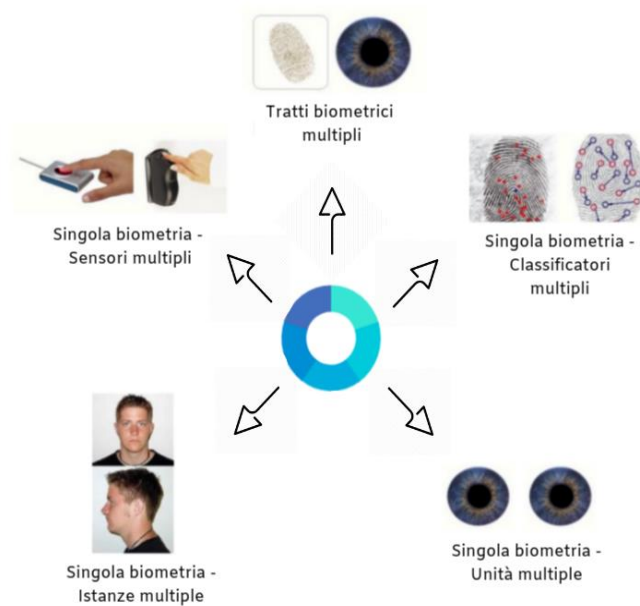 Tratti biometrici
multipli
Singola biometria -
Sensori multipli
Singola biometria -
Classificatori
multipli
Singola biometria -
Istanze multiple
Singola biometria -
Unità multiple